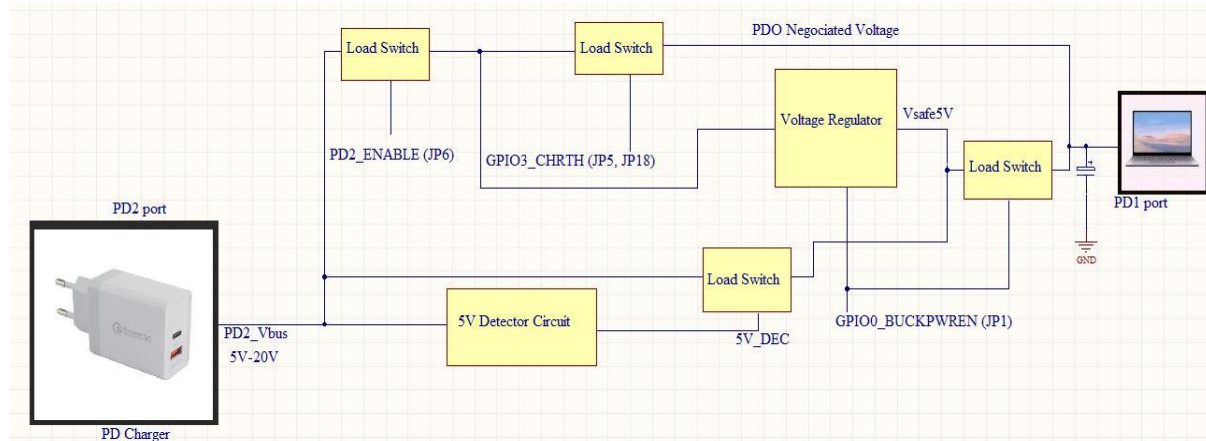 PDO Negociated Voltage
Load Switch
Load Switch
Vsafe5V
Voltage Regulator
PD2_ENABLE (JP6)
GPIO3_CHRTH (JP5, JP18)
Load Switch
PD1 port
PD2 port
GND
Load Switch
5V Detector Circuit
GPIO0_BUCKPWREN (JP1)
PD2_Vbus
5V_DEC
5V-20V
PD Charger